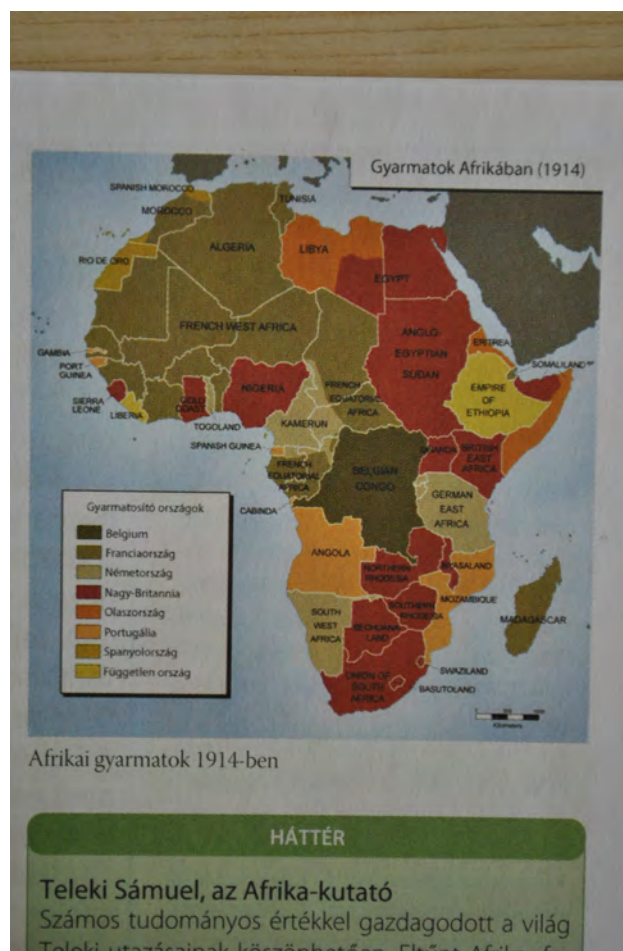 Gyarmatok Afrikában (1914)
SPANISH MOROCCO
TUNISIA
MOROCCO
ALGERIA
LIBYA
RIO DE ORO
EGYPT
FRENCH WEST AFRICA
ANGLO-
EGYPTIAN
SUDAN
ERITREA
GAMBIA
PORT
GUINEA
SOMALILAND
NIGERIA
FRENCH
EQUATORIAL
AFRICA
EMPIRE
OF
ETHIOPIA
SIERRA
LEONE
LIBERIA
GOLD
COAST
TOGOLAND
KAMERUN
SPANISH GUINEA
UGANDA
BRITISH
EAST
AFRICA
FRENCH
EQUATORIAL
AFRICA
BELGIAN
CONGO
CABINDA
GERMAN
EAST
AFRICA
Gyarmatosító országok
Belgium
Franciaország
Németország
Nagy-Britannia
Olaszország
Portugália
Spanyolország
Független ország
ANGOLA
NORTHERN
RHODESIA
NYASALAND
MOZAMBIQUE
SOUTH
WEST
AFRICA
SOUTHERN
RHODESIA
BECHUANA-
LAND
MADAGASCAR
SWAZILAND
UNION OF
SOUTH
AFRICA
BASUTOLAND
Afrikai gyarmatok 1914-ben
HÁTTÉR
Teleki Sámuel, az Afrika-kutató
Számos tudományos értékkel gazdagodott a világ
Teleki utazásainak köszönhetően.